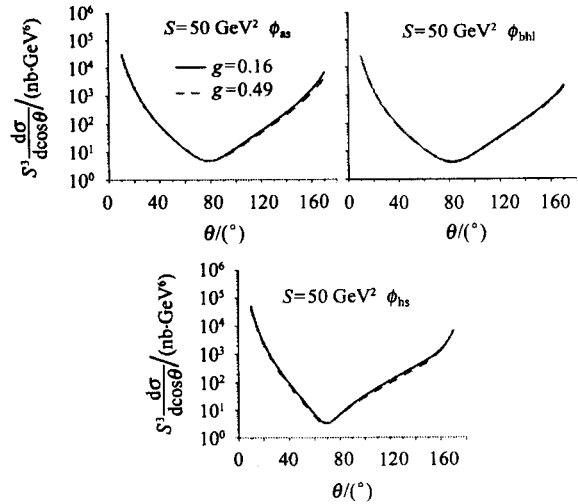 S=50 GeV² ϕas
S=50 GeV² ϕbhl
g=0.16
g=0.49
10⁶
10⁵
10⁴
10³
10²
10¹
10⁰
S³ dσ/dcosθ /(nb·GeV⁶)
0 40 80 120 160
0 40 80 120 160
θ/(°)
θ/(°)
S=50 GeV² ϕhs
10⁶
10⁵
10⁴
10³
10²
10¹
10⁰
S³ dσ/dcosθ /(nb·GeV⁶)
0 40 80 120 160
θ/(°)